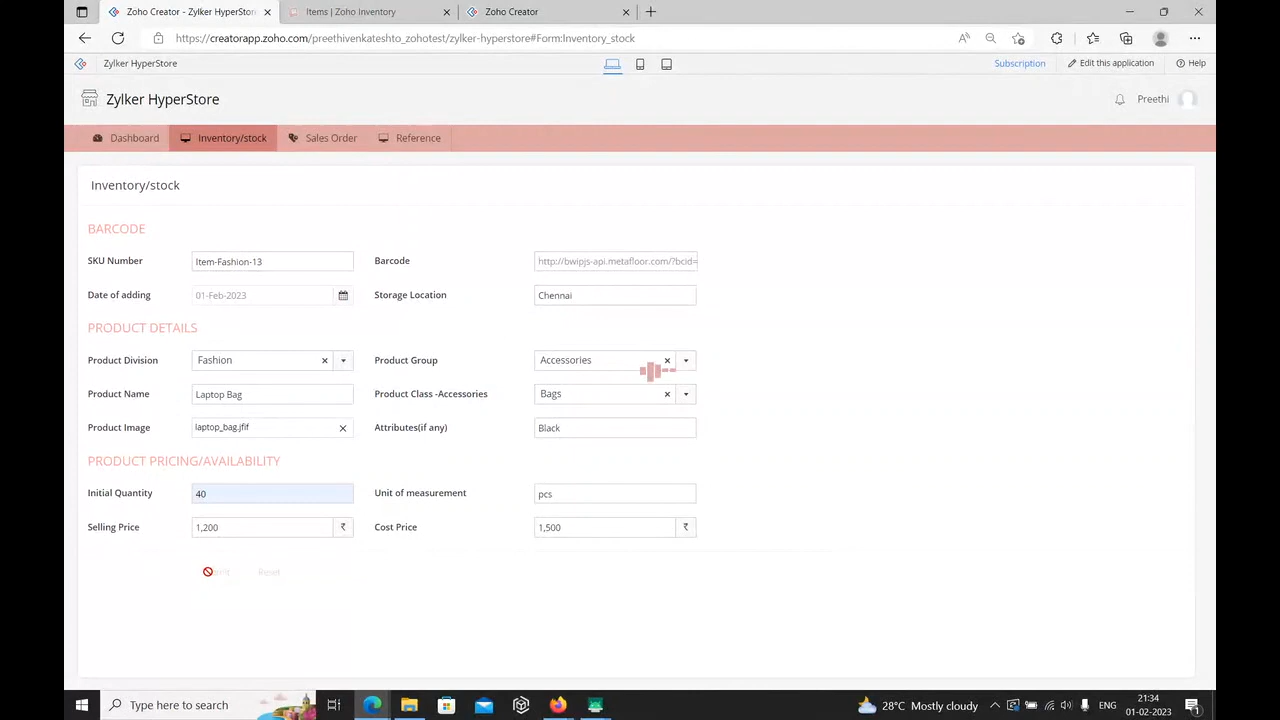 Zoho Creator - Zylker HyperStore
Items | Zoho Inventory
Zoho Creator
https://creatorapp.zoho.com/preethivenkateshto_zohotest/zylker-hyperstore#Form:Inventory_stock
Zylker HyperStore
Subscription
Edit this application
Help
Zylker HyperStore
Preethi
Dashboard
Inventory/stock
Sales Order
Reference
Inventory/stock
BARCODE
SKU Number
Item-Fashion-13
Barcode
http://bwipjs-api.metafloor.com/?bcid=
Date of adding
01-Feb-2023
Storage Location
Chennai
PRODUCT DETAILS
Product Division
Fashion
Product Group
Accessories
Product Name
Laptop Bag
Product Class -Accessories
Bags
Product Image
laptop_bag.jfif
Attributes(if any)
Black
PRODUCT PRICING/AVAILABILITY
Initial Quantity
40
Unit of measurement
pcs
Selling Price
1,200
₹
Cost Price
1,500
₹
Reset
Type here to search
28°C Mostly cloudy
ENG
21:34
01-02-2023
1